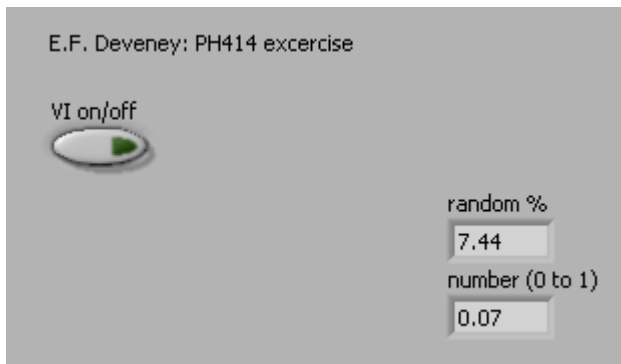 E.F. Deveney: PH414 excercise
VI on/off
random %
7.44
number (0 to 1)
0.07